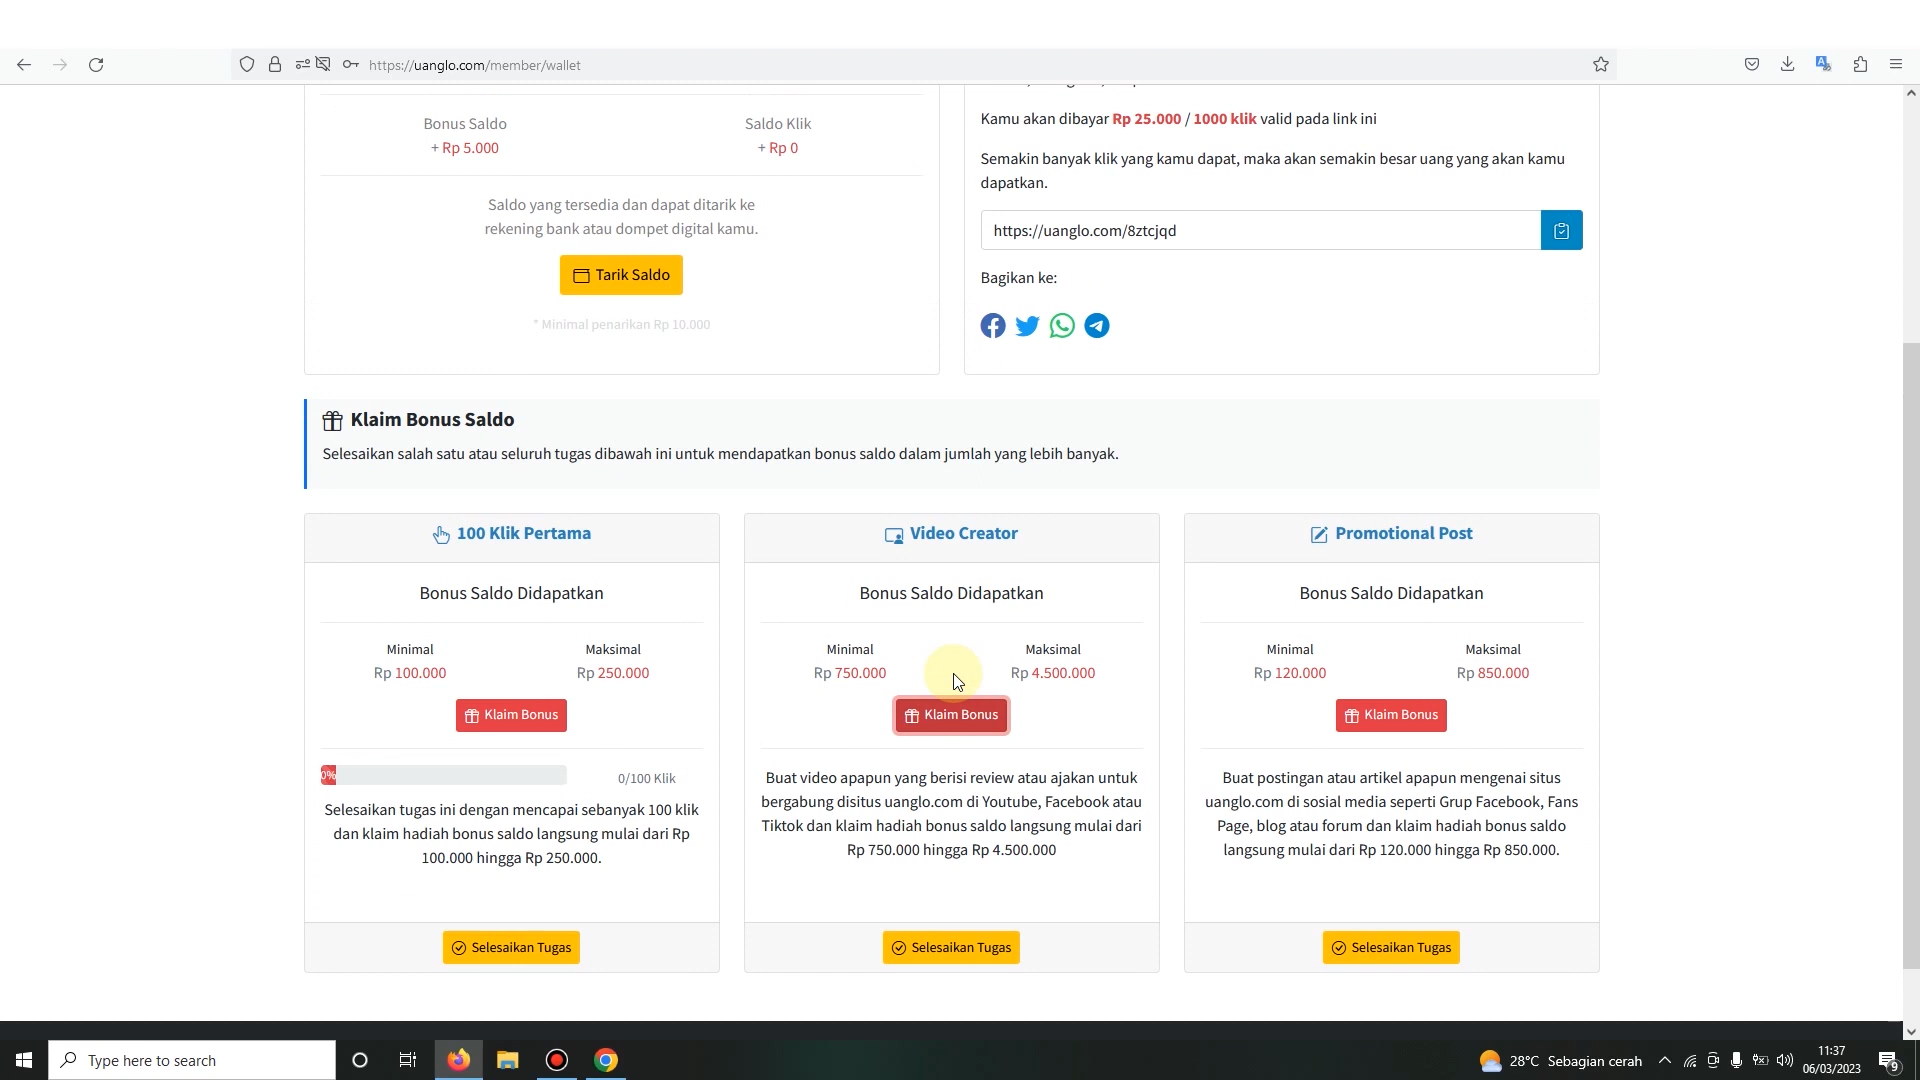 https://uanglo.com/member/wallet
Bonus Saldo
+ Rp 5.000
Saldo Klik
+ Rp 0
Saldo yang tersedia dan dapat ditarik ke
rekening bank atau dompet digital kamu.
Tarik Saldo
* Minimal penarikan Rp 10.000
Kamu akan dibayar Rp 25.000 / 1000 klik valid pada link ini
Semakin banyak klik yang kamu dapat, maka akan semakin besar uang yang akan kamu
dapatkan.
https://uanglo.com/8ztcjqd
Bagikan ke:
Klaim Bonus Saldo
Selesaikan salah satu atau seluruh tugas dibawah ini untuk mendapatkan bonus saldo dalam jumlah yang lebih banyak.
100 Klik Pertama
Bonus Saldo Didapatkan
Minimal
Rp 100.000
Maksimal
Rp 250.000
Klaim Bonus
0%
0/100 Klik
Selesaikan tugas ini dengan mencapai sebanyak 100 klik
dan klaim hadiah bonus saldo langsung mulai dari Rp
100.000 hingga Rp 250.000.
Selesaikan Tugas
Video Creator
Bonus Saldo Didapatkan
Minimal
Rp 750.000
Maksimal
Rp 4.500.000
Klaim Bonus
Buat video apapun yang berisi review atau ajakan untuk
bergabung disitus uanglo.com di Youtube, Facebook atau
Tiktok dan klaim hadiah bonus saldo langsung mulai dari
Rp 750.000 hingga Rp 4.500.000
Selesaikan Tugas
Promotional Post
Bonus Saldo Didapatkan
Minimal
Rp 120.000
Maksimal
Rp 850.000
Klaim Bonus
Buat postingan atau artikel apapun mengenai situs
uanglo.com di sosial media seperti Grup Facebook, Fans
Page, blog atau forum dan klaim hadiah bonus saldo
langsung mulai dari Rp 120.000 hingga Rp 850.000.
Selesaikan Tugas
Type here to search
28°C Sebagian cerah
11:37
06/03/2023
9